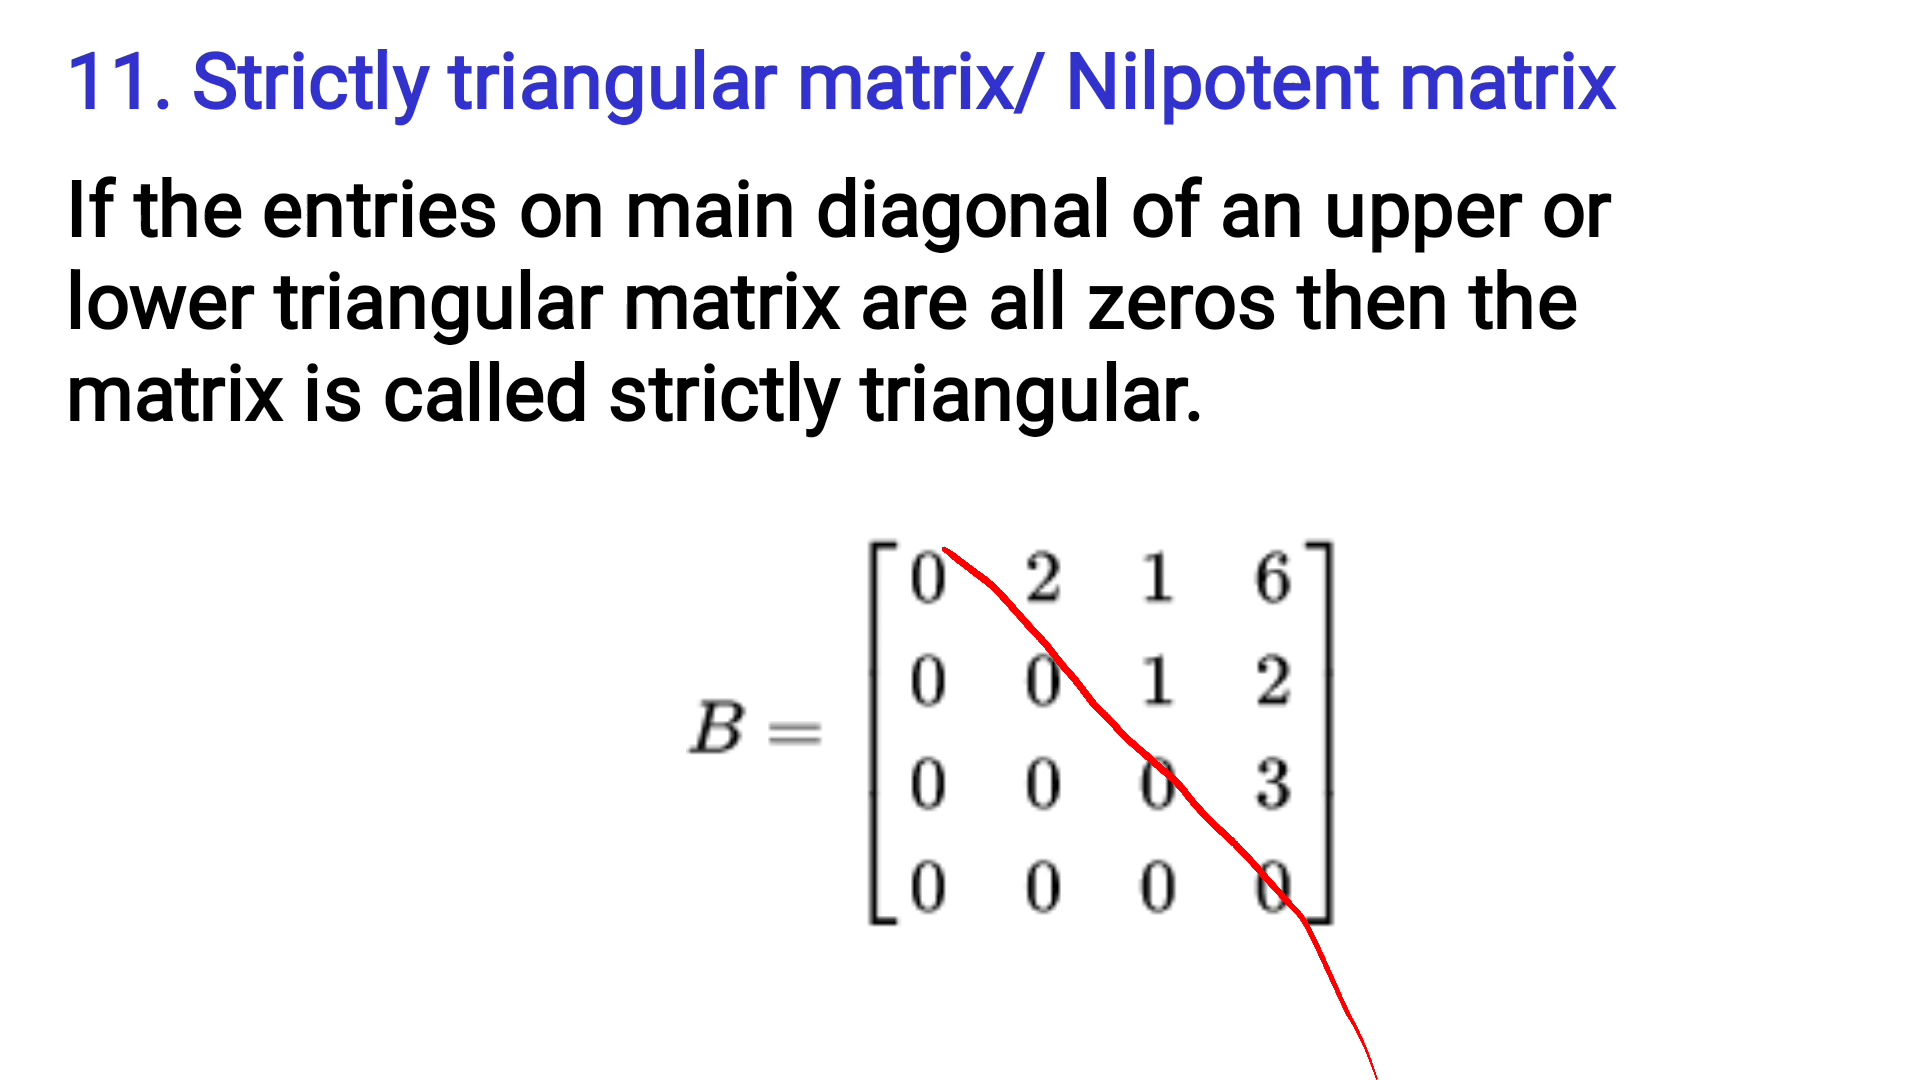 11. Strictly triangular matrix/ Nilpotent matrix
If the entries on main diagonal of an upper or
lower triangular matrix are all zeros then the
matrix is called strictly triangular.
0 2 1 6
0 0 1 2
B =
0 0 0 3
0 0 0 0